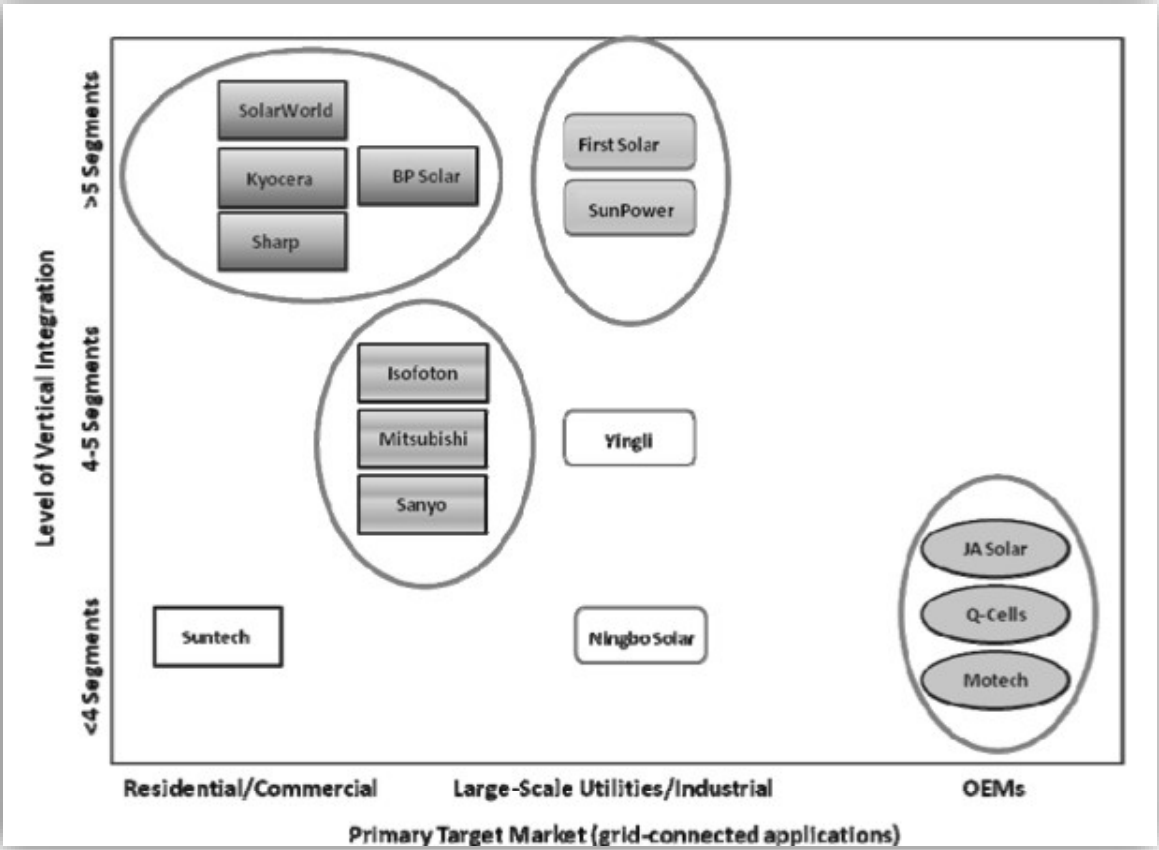 >5 Segments
4-5 Segments
<4 Segments
Level of Vertical Integration
SolarWorld
Kyocera
BP Solar
Sharp
First Solar
SunPower
Isofoton
Mitsubishi
Sanyo
Yingli
JA Solar
Q-Cells
Motech
Suntech
Ningbo Solar
Residential/Commercial
Large-Scale Utilities/Industrial
OEMs
Primary Target Market (grid-connected applications)